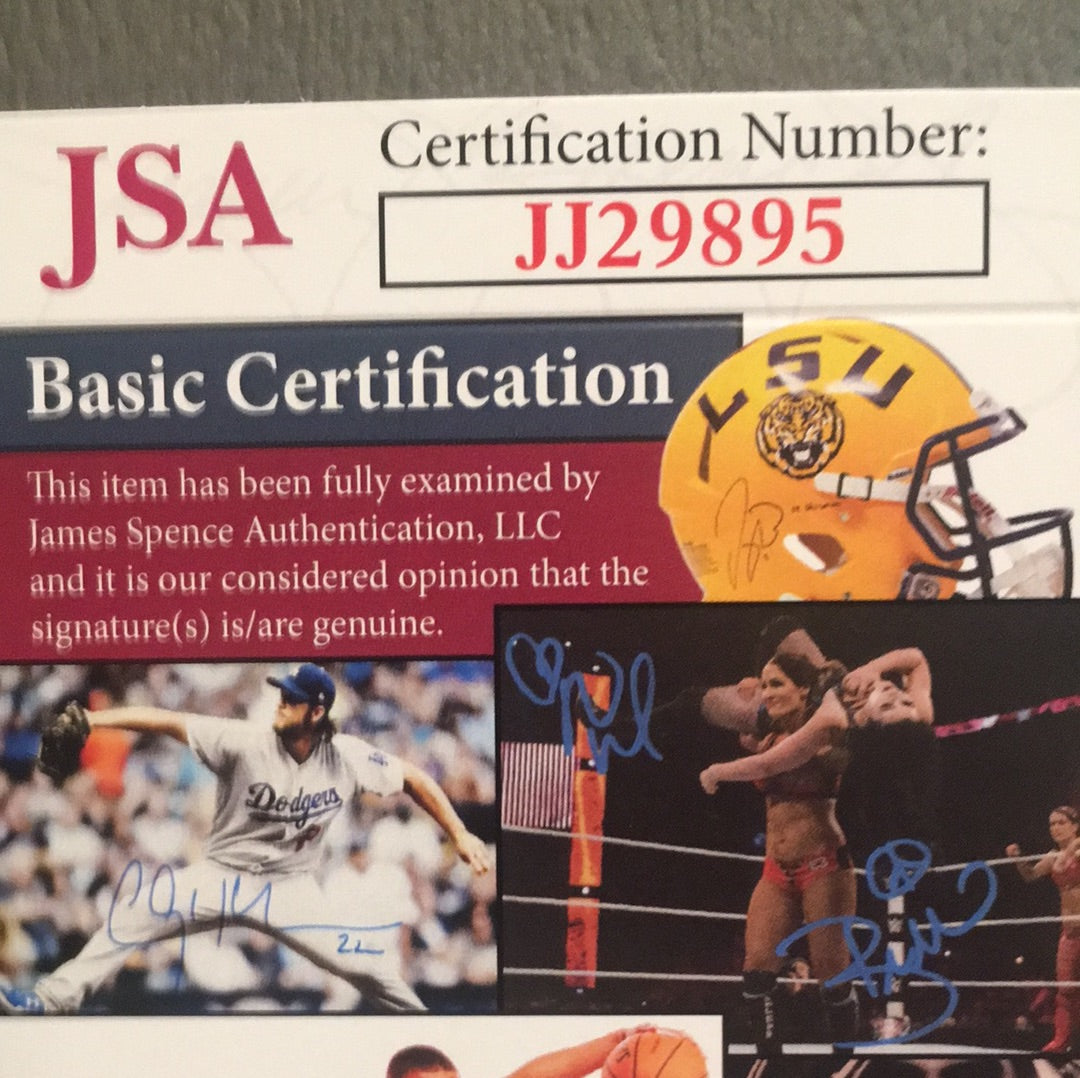 JSA
Certification Number:
JJ29895
Basic Certification
LSU
This item has been fully examined by
James Spence Authentication, LLC
and it is our considered opinion that the
signature(s) is/are genuine.
Dodgers
22